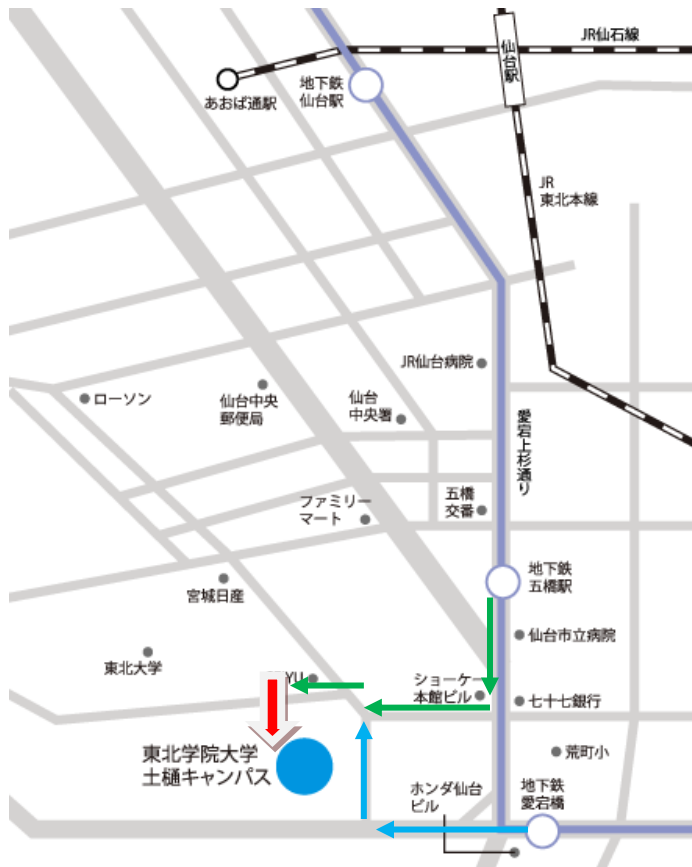 JR仙石線
仙台駅
地下鉄
仙台駅
あおば通駅
JR
東北本線
JR仙台病院
ローソン
仙台中央
郵便局
仙台
中央署
愛宕上杉通り
ファミリー
マート
五橋
交番
地下鉄
五橋駅
宮城日産
仙台市立病院
東北大学
YU
ショーケー
本館ビル
七十七銀行
東北学院大学
土樋キャンパス
荒町小
ホンダ仙台
ビル
地下鉄
愛宕橋